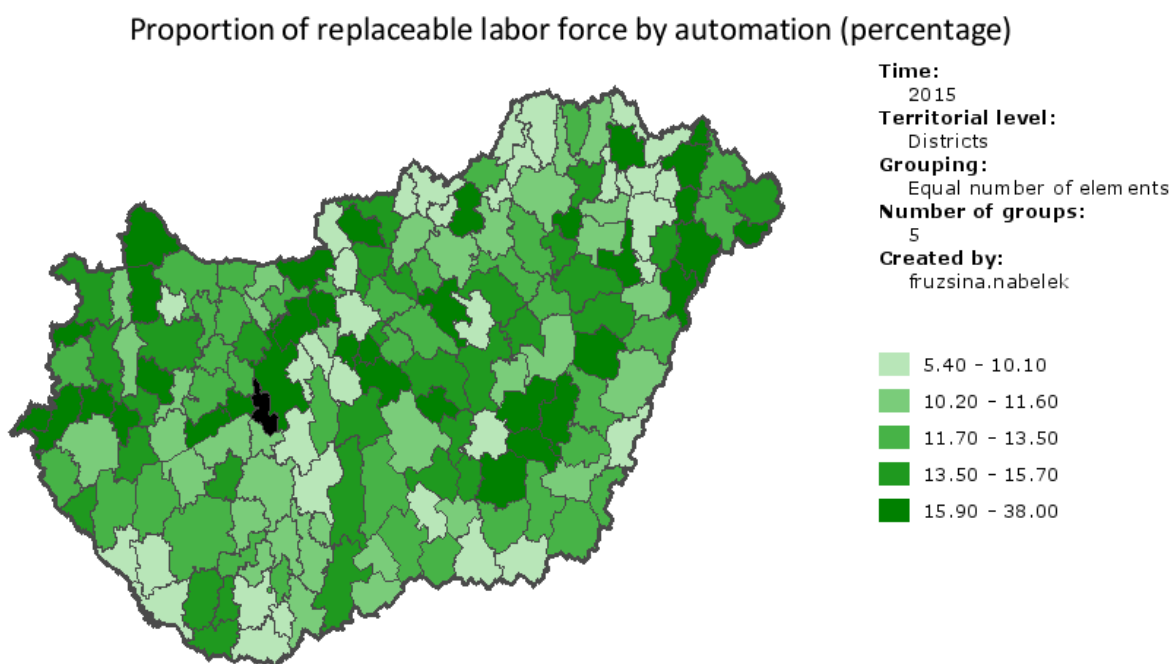 Proportion of replaceable labor force by automation (percentage)
Time:
2015
Territorial level:
Districts
Grouping:
Equal number of elements
Number of groups:
5
Created by:
fruzsina.nabelek
5.40 - 10.10
10.20 - 11.60
11.70 - 13.50
13.50 - 15.70
15.90 - 38.00